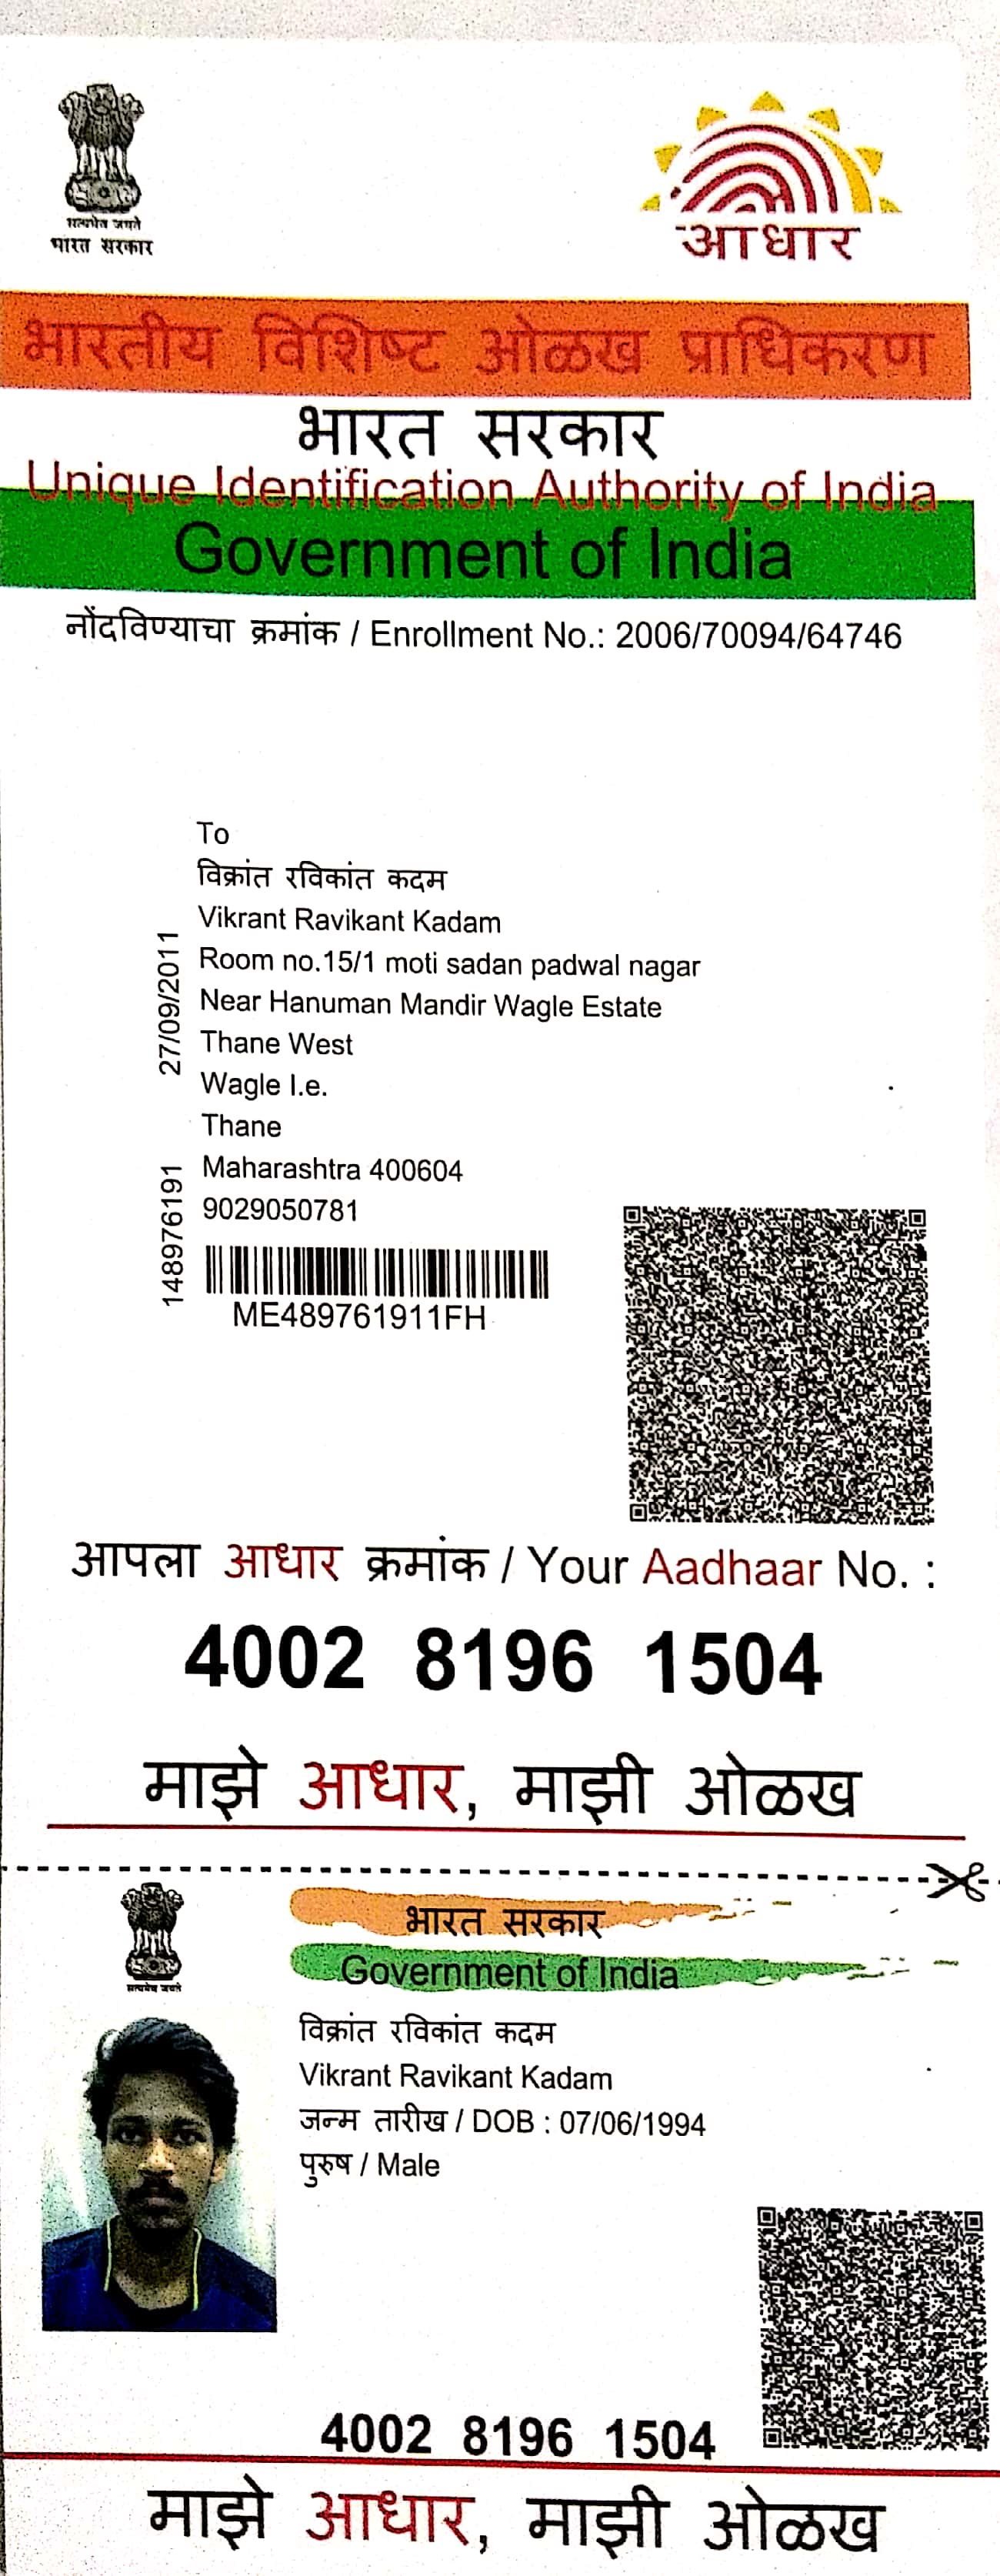 सत्यमेव जयते
भारत सरकार
आधार
भारतीय विशिष्ट ओळख प्राधिकरण
भारत सरकार
Unique Identification Authority of India
Government of India
नोंदविण्याचा क्रमांक / Enrollment No.: 2006/70094/64746
To
विक्रांत रविकांत कदम
Vikrant Ravikant Kadam
Room no.15/1 moti sadan padwal nagar
Near Hanuman Mandir Wagle Estate
Thane West
Wagle I.e.
Thane
Maharashtra 400604
9029050781
27/09/2011
148976191
ME489761911FH
आपला आधार क्रमांक / Your Aadhaar No. :
4002 8196 1504
माझे आधार, माझी ओळख
सत्यमेव जयते
भारत सरकार
Government of India
विक्रांत रविकांत कदम
Vikrant Ravikant Kadam
जन्म तारीख / DOB : 07/06/1994
पुरुष / Male
4002 8196 1504
माझे आधार, माझी ओळख